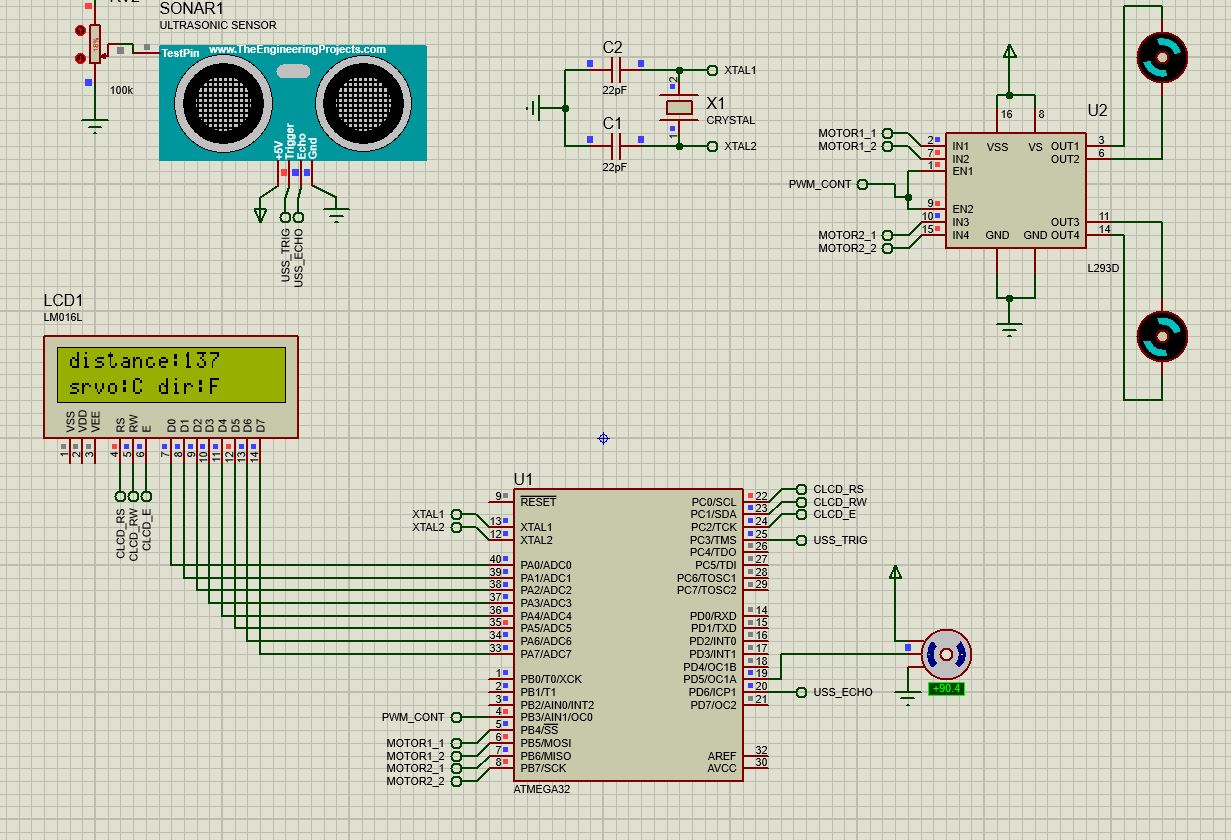 SONAR1
ULTRASONIC SENSOR
TestPin www.TheEngineeringProjects.com
+5V
Trigger
Echo
Gnd
100k
USS_TRIG
USS_ECHO
C2
22pF
XTAL1
2
X1
CRYSTAL
1
C1
22pF
XTAL2
U2
16
8
MOTOR1_1
MOTOR1_2
PWM_CONT
MOTOR2_1
MOTOR2_2
2 IN1 VSS VS OUT1 3
7 IN2 OUT2 6
1 EN1
9 EN2
10 IN3 OUT3 11
15 IN4 GND GND OUT4 14
L293D
LCD1
LM016L
distance:137
srvo:C dir:F
VSS VDD VEE RS RW E D0 D1 D2 D3 D4 D5 D6 D7
1 2 3 4 5 6 7 8 9 10 11 12 13 14
CLCD_RS
CLCD_RW
CLCD_E
U1
9 RESET PC0/SCL 22 CLCD_RS
PC1/SDA 23 CLCD_RW
XTAL1 13 XTAL1 PC2/TCK 24 CLCD_E
XTAL2 12 XTAL2 PC3/TMS 25 USS_TRIG
PC4/TDO 26
40 PA0/ADC0 PC5/TDI 27
39 PA1/ADC1 PC6/TOSC1 28
38 PA2/ADC2 PC7/TOSC2 29
37 PA3/ADC3
36 PA4/ADC4 PD0/RXD 14
35 PA5/ADC5 PD1/TXD 15
34 PA6/ADC6 PD2/INT0 16
33 PA7/ADC7 PD3/INT1 17
PD4/OC1B 18
1 PB0/T0/XCK PD5/OC1A 19
2 PB1/T1 PD6/ICP1 20 USS_ECHO
3 PB2/AIN0/INT2 PD7/OC2 21
PWM_CONT 4 PB3/AIN1/OC0
5 PB4/SS
MOTOR1_1 6 PB5/MOSI
MOTOR1_2 7 PB6/MISO AREF 32
MOTOR2_1 8 PB7/SCK AVCC 30
MOTOR2_2
ATMEGA32
+90.4